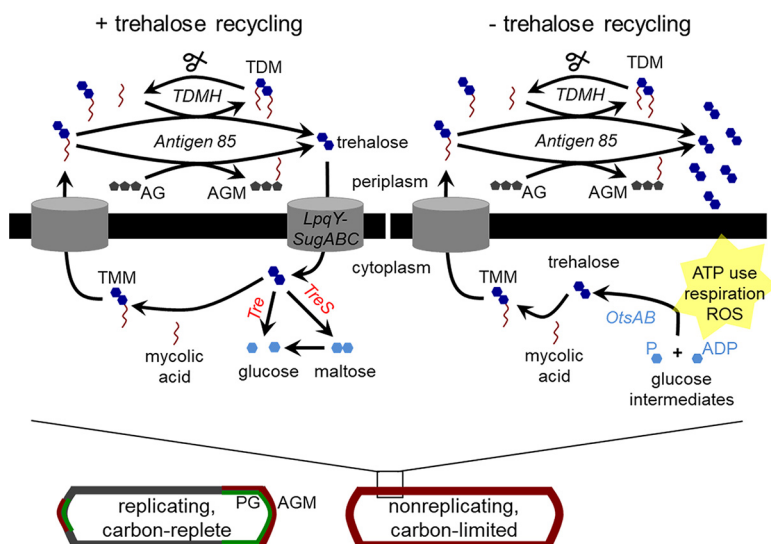 + trehalose recycling
TDM
TDMH
Antigen 85
trehalose
AG
AGM
periplasm
LpqY-
SugABC
cytoplasm
TMM
Tre
TreS
mycolic
acid
glucose
maltose
- trehalose recycling
TDM
TDMH
Antigen 85
AG
AGM
TMM
trehalose
ATP use
respiration
ROS
OtsAB
P
+
ADP
mycolic
acid
glucose
intermediates
replicating,
carbon-replete
PG
AGM
nonreplicating,
carbon-limited